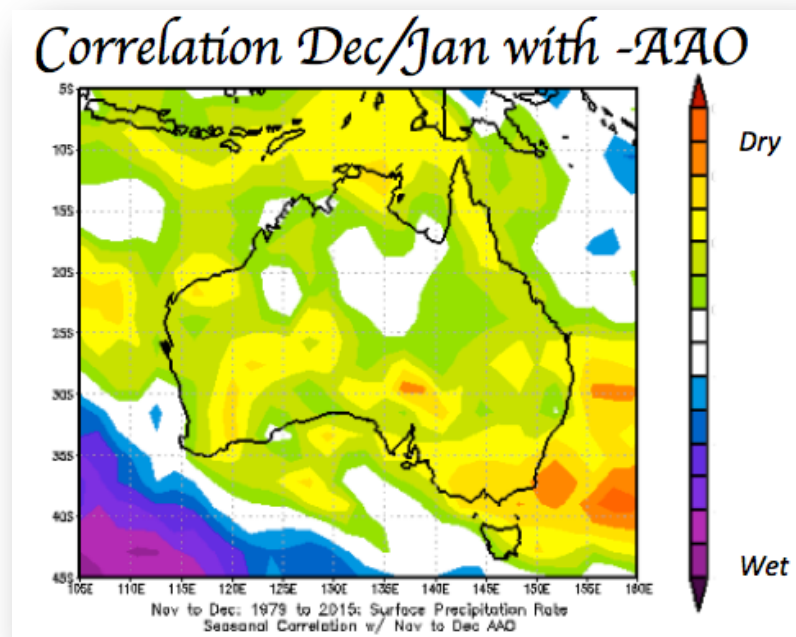 Correlation Dec/Jan with -AAO
5S
10S
15S
20S
25S
30S
35S
40S
45S
105E 110E 115E 120E 125E 130E 135E 140E 145E 150E 155E 160E
Nov to Dec: 1979 to 2015: Surface Precipitation Rate
Seasonal Correlation w/ Nov to Dec AAO
Dry
Wet